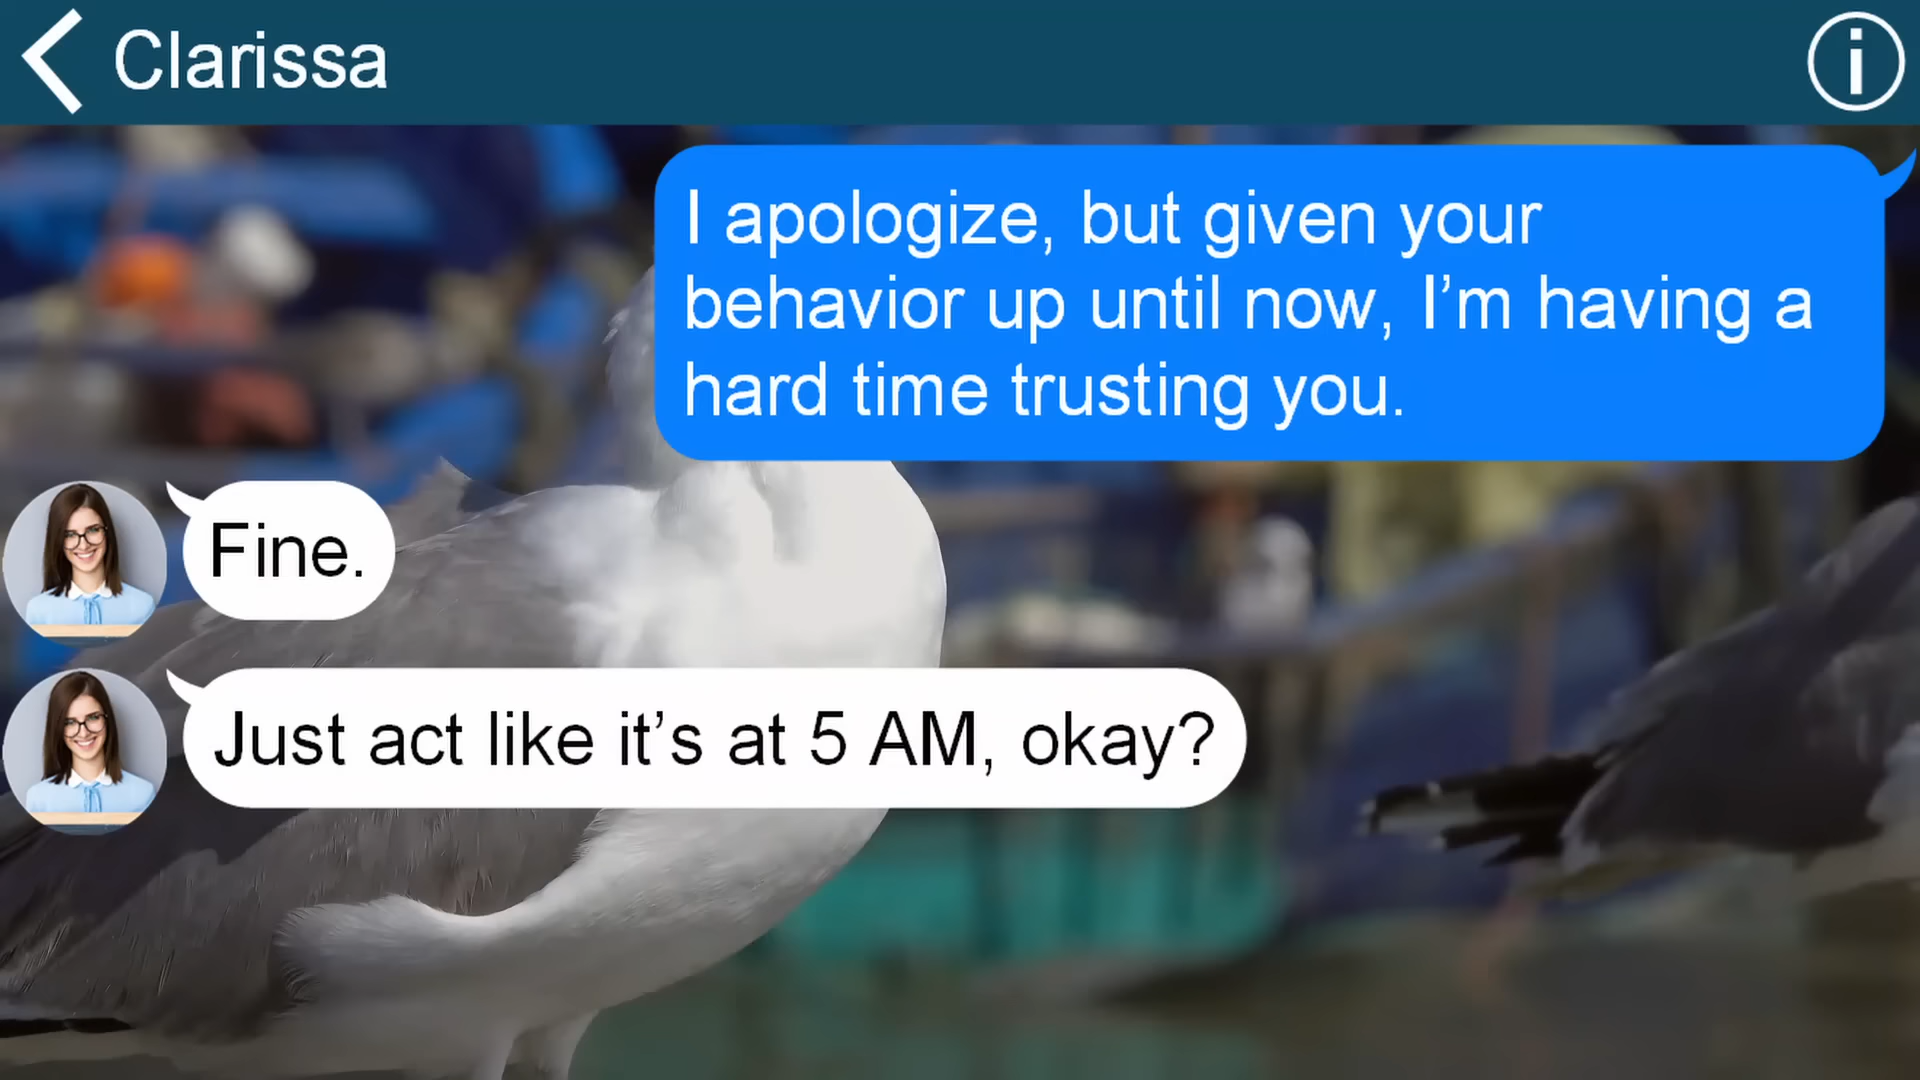 Clarissa
I apologize, but given your
behavior up until now, I’m having a
hard time trusting you.
Fine.
Just act like it’s at 5 AM, okay?